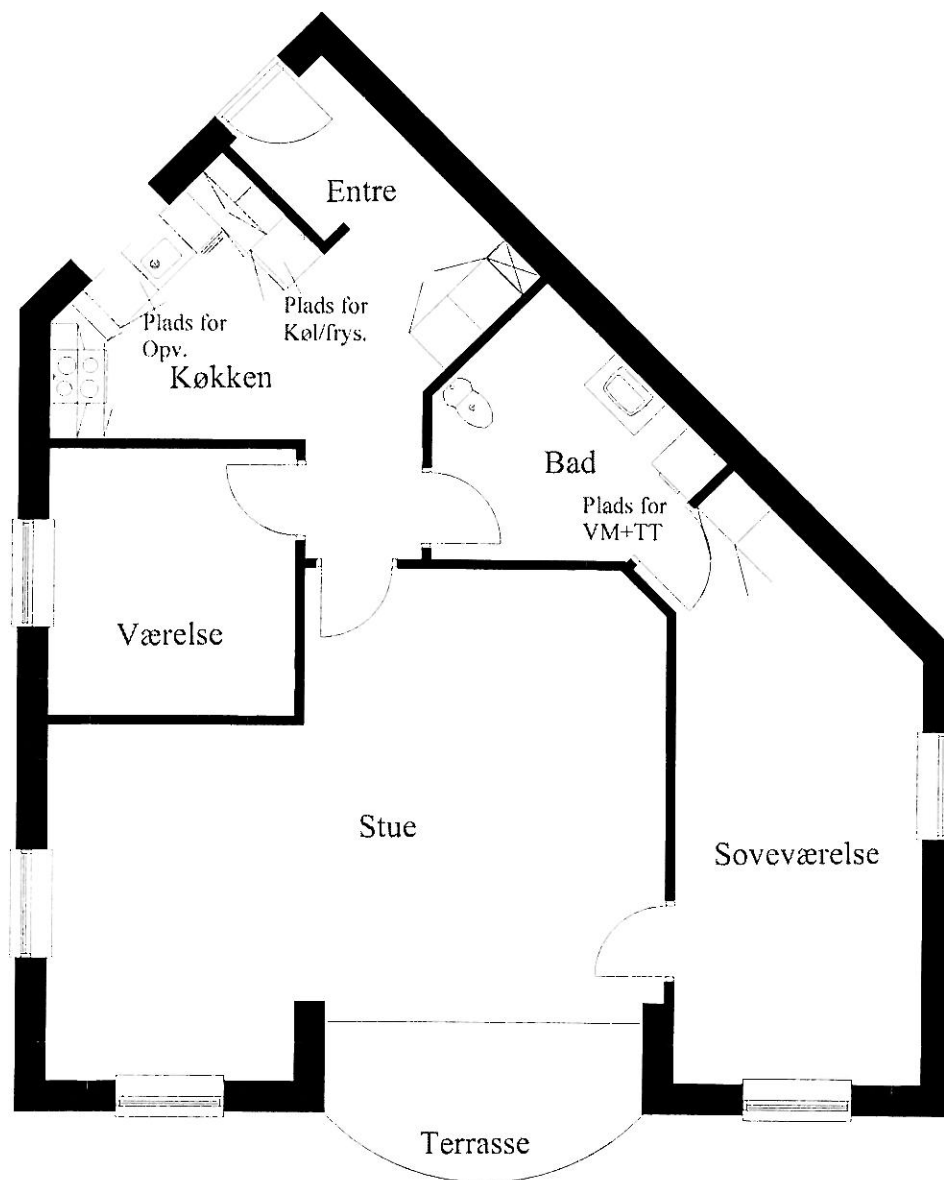 Entre
Plads for
Køl/frys.
Plads for
Opv.
Køkken
Bad
Plads for
VM+TT
Værelse
Stue
Soveværelse
Terrasse